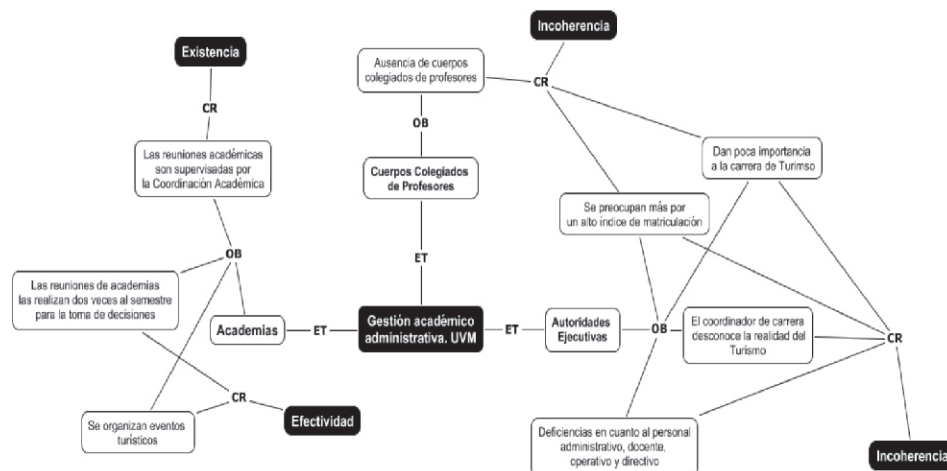 Incoherencia
Existencia
Ausencia de cuerpos
colegiados de profesores
CR
CR
OB
Las reuniones académicas
son supervisadas por
la Coordinación Académica
Dan poca importancia
a la carrera de Turimso
Cuerpos Colegiados
de Profesores
Se preocupan más por
un alto índice de matriculación
OB
ET
Las reuniones de academias
las realizan dos veces al semestre
para la toma de decisiones
Academias
ET
Gestión académico
administrativa. UVM
ET
Autoridades
Ejecutivas
OB
El coordinador de carrera
desconoce la realidad del
Turismo
CR
CR
Se organizan eventos
turísticos
Efectividad
Deficiencias en cuanto al personal
administrativo, docente,
operativo y directivo
Incoherencia